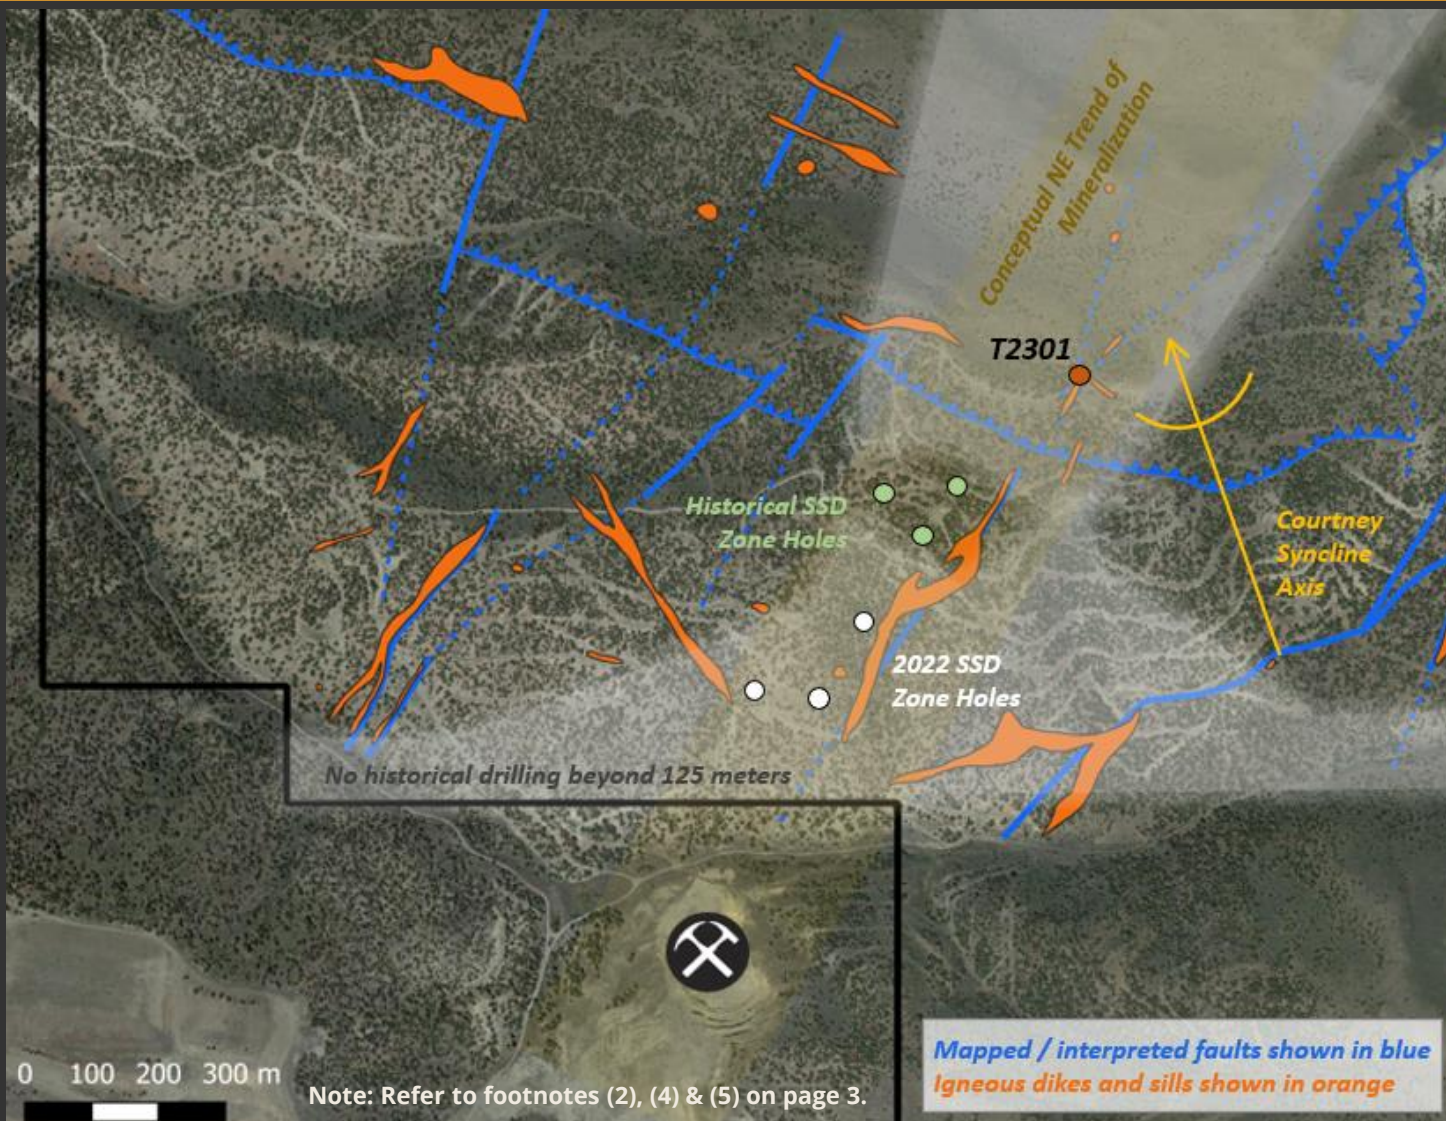 Conceptual NE Trend of
Mineralization
T2301
Historical SSD
Zone Holes
Courtney
Syncline
Axis
2022 SSD
Zone Holes
No historical drilling beyond 125 meters
0 100 200 300 m
Note: Refer to footnotes (2), (4) & (5) on page 3.
Mapped / interpreted faults shown in blue
Igneous dikes and sills shown in orange